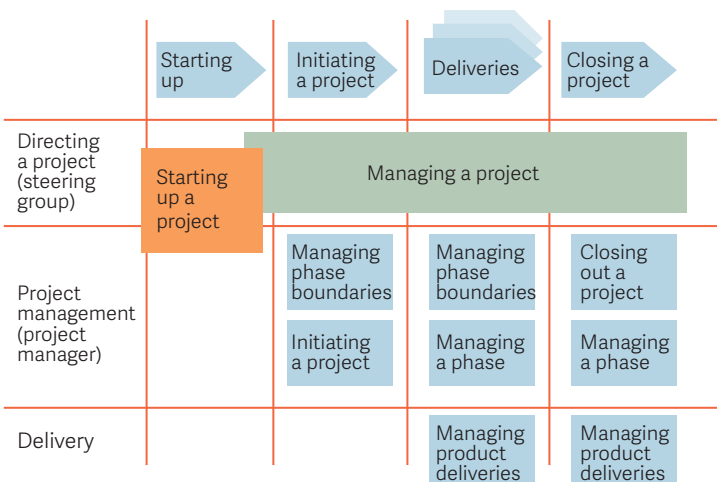 Starting
up
Initiating
a project
Deliveries
Closing a
project
Directing
a project
(steering
group)
Starting
up a
project
Managing a project
Project
management
(project
manager)
Managing
phase
boundaries
Managing
phase
boundaries
Closing
out a
project
Initiating
a project
Managing
a phase
Managing
a phase
Delivery
Managing
product
deliveries
Managing
product
deliveries